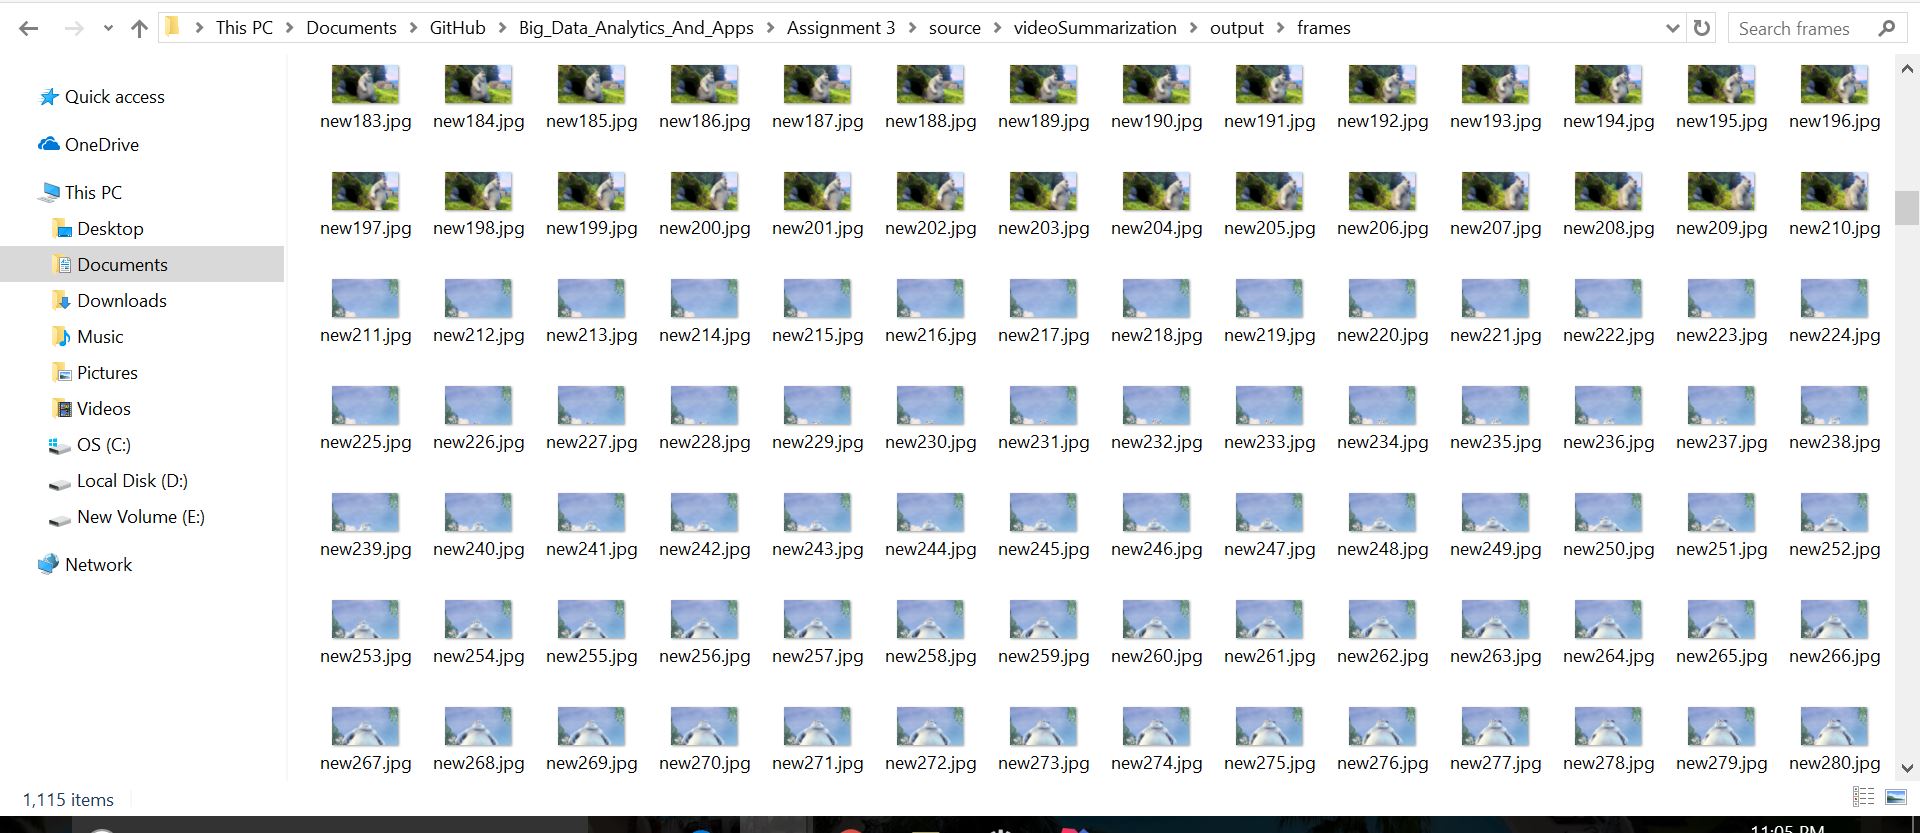 This PC > Documents > GitHub > Big_Data_Analytics_And_Apps > Assignment 3 > source > videoSummarization > output > frames
Search frames
Quick access
OneDrive
This PC
Desktop
Documents
Downloads
Music
Pictures
Videos
OS (C:)
Local Disk (D:)
New Volume (E:)
Network
new183.jpg new184.jpg new185.jpg new186.jpg new187.jpg new188.jpg new189.jpg new190.jpg new191.jpg new192.jpg new193.jpg new194.jpg new195.jpg new196.jpg
new197.jpg new198.jpg new199.jpg new200.jpg new201.jpg new202.jpg new203.jpg new204.jpg new205.jpg new206.jpg new207.jpg new208.jpg new209.jpg new210.jpg
new211.jpg new212.jpg new213.jpg new214.jpg new215.jpg new216.jpg new217.jpg new218.jpg new219.jpg new220.jpg new221.jpg new222.jpg new223.jpg new224.jpg
new225.jpg new226.jpg new227.jpg new228.jpg new229.jpg new230.jpg new231.jpg new232.jpg new233.jpg new234.jpg new235.jpg new236.jpg new237.jpg new238.jpg
new239.jpg new240.jpg new241.jpg new242.jpg new243.jpg new244.jpg new245.jpg new246.jpg new247.jpg new248.jpg new249.jpg new250.jpg new251.jpg new252.jpg
new253.jpg new254.jpg new255.jpg new256.jpg new257.jpg new258.jpg new259.jpg new260.jpg new261.jpg new262.jpg new263.jpg new264.jpg new265.jpg new266.jpg
new267.jpg new268.jpg new269.jpg new270.jpg new271.jpg new272.jpg new273.jpg new274.jpg new275.jpg new276.jpg new277.jpg new278.jpg new279.jpg new280.jpg
1,115 items
11:05 PM